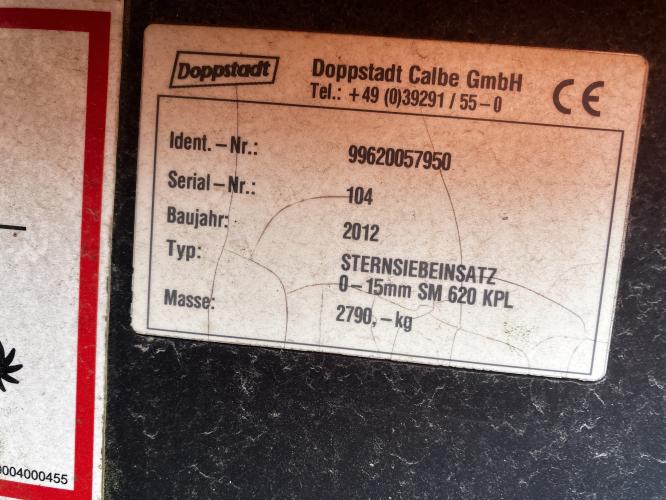 Doppstadt
Doppstadt Calbe GmbH
Tel.: +49 (0)39291 / 55-0
CE
Ident.-Nr.: 99620057950
Serial-Nr.: 104
Baujahr: 2012
Typ: STERNSIEBEINSATZ
0-15mm SM 620 KPL
Masse: 2790,-kg
9004000455